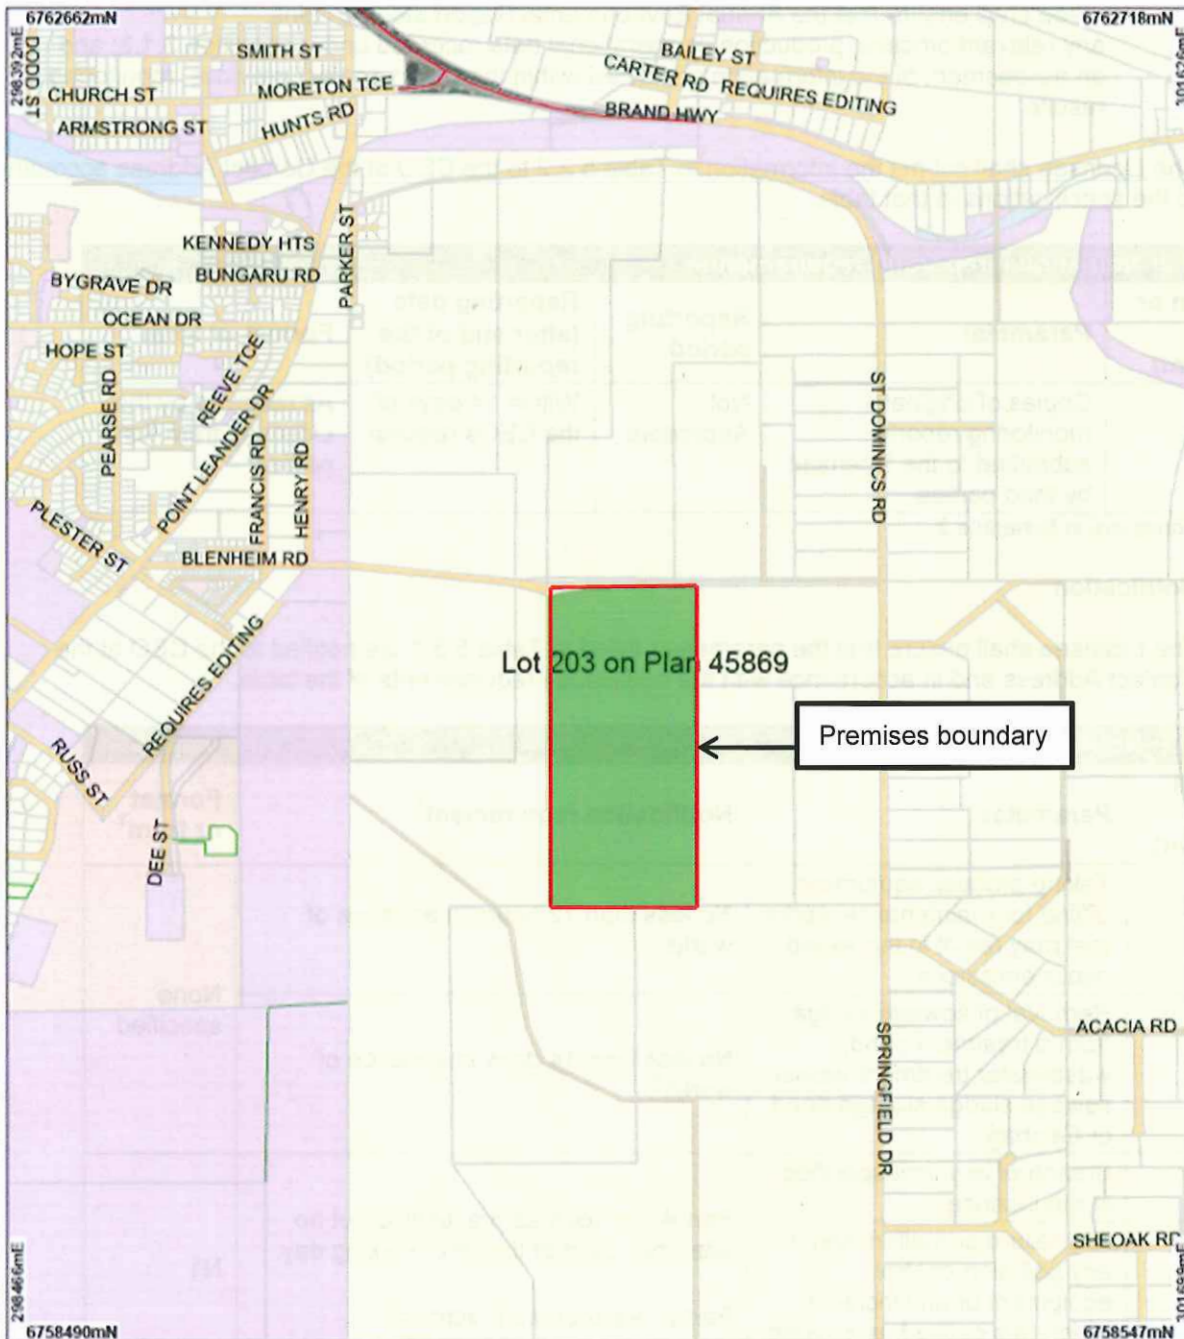 6762662mN
6762718mN
298392mE
301626mE
DODD ST
SMITH ST
BAILEY ST
CHURCH ST
MORETON TCE
CARTER RD
REQUIRES EDITING
ARMSTRONG ST
HUNTS RD
BRAND HWY
KENNEDY HTS
PARKER ST
BYGRAVE DR
BUNGARU RD
OCEAN DR
HOPE ST
REEVE TCE
PEARSE RD
POINT LEANDER DR
FRANCIS RD
HENRY RD
ST DOMINICS RD
PLESTER ST
BLENHEIM RD
Lot 203 on Plan 45869
REQUIRES EDITING
Premises boundary
RUSS ST
DEE ST
ACACIA RD
SPRINGFIELD DR
SHEOAK RD
298466mE
301699mE
6758490mN
6758547mN